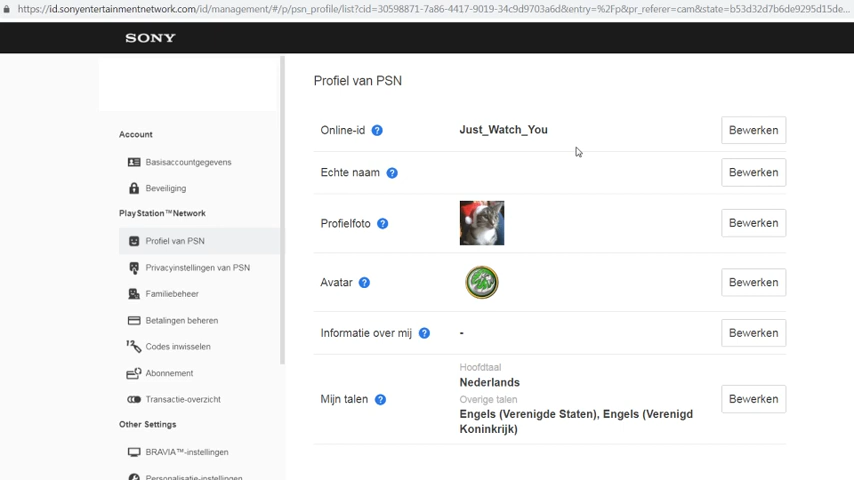 https://id.sonyentertainmentnetwork.com/id/management/#/p/psn_profile/list?cid=30598871-7a86-4417-9019-34c9d9703a6d&entry=%2Fp&pr_referer=cam&state=b53d32d7b6de9295d15de...
SONY
Profiel van PSN
Online-id ?
Just_Watch_You
Bewerken
Account
Basisaccountgegevens
Echte naam ?
Bewerken
Beveiliging
PlayStation™Network
Profielfoto ?
Bewerken
Profiel van PSN
Privacyinstellingen van PSN
Avatar ?
Bewerken
Familiebeheer
Betalingen beheren
Informatie over mij ?
-
Bewerken
Codes inwisselen
Abonnement
Hoofdtaal
Nederlands
Mijn talen ?
Overige talen
Bewerken
Engels (Verenigde Staten), Engels (Verenigd
Koninkrijk)
Transactie-overzicht
Other Settings
BRAVIA™-instellingen
Personalisatie-instellingen